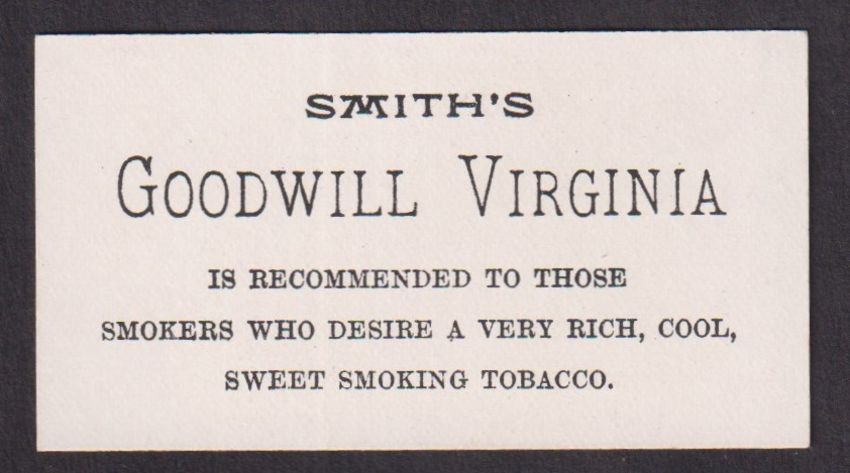 SMITH'S
GOODWILL VIRGINIA
IS RECOMMENDED TO THOSE
SMOKERS WHO DESIRE A VERY RICH, COOL,
SWEET SMOKING TOBACCO.